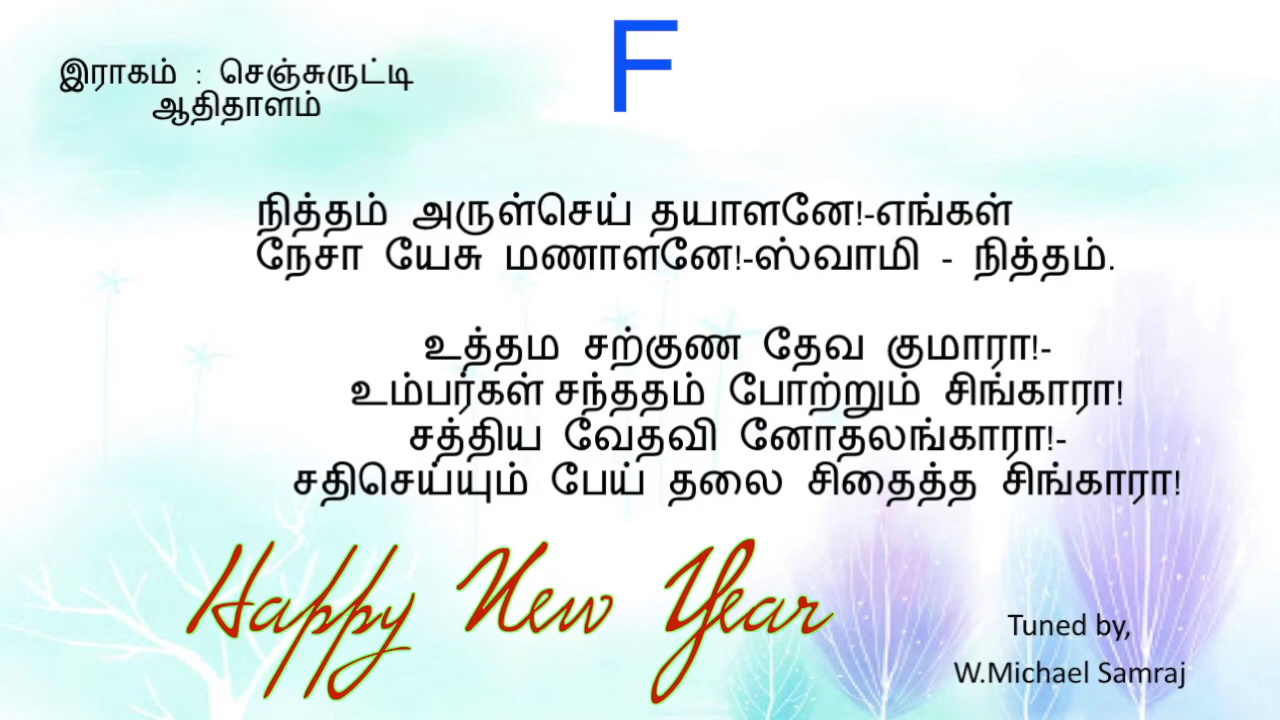 F
இராகம் : செஞ்சுருட்டி
ஆதிதாளம்
நித்தம் அருள்செய் தயாளனே!-எங்கள்
நேசா யேசு மணாளனே!-ஸ்வாமி - நித்தம்.
உத்தம சற்குண தேவ குமாரா!-
உம்பர்கள் சந்ததம் போற்றும் சிங்காரா!
சத்திய வேதவி னோதலங்காரா!-
சதிசெய்யும் பேய் தலை சிதைத்த சிங்காரா!
Happy New Year
Tuned by,
W.Michael Samraj